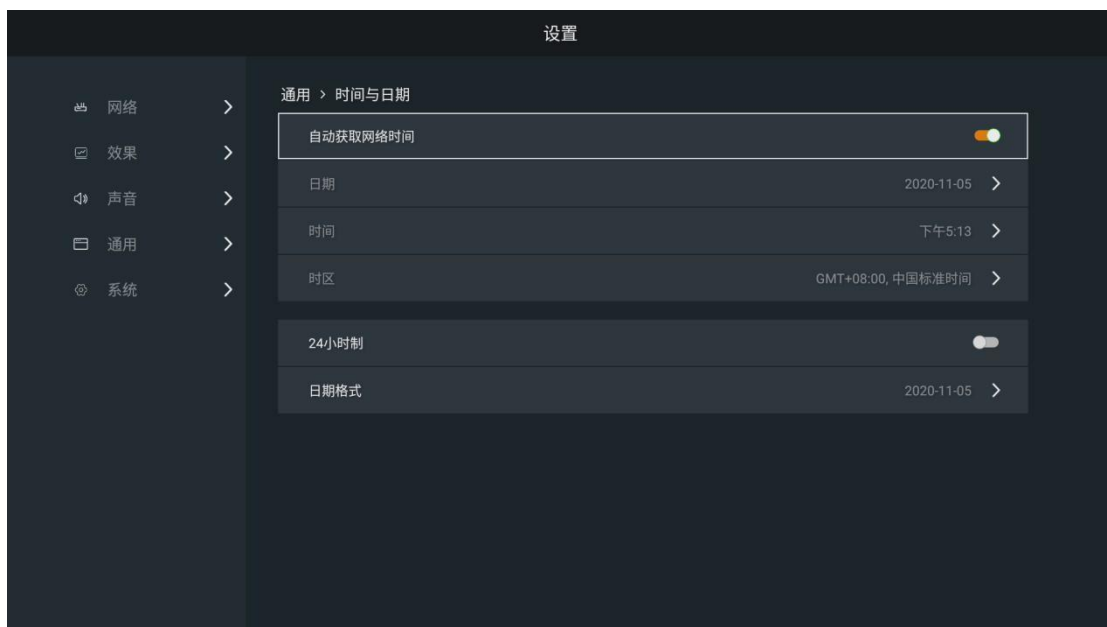 设置
网络
效果
声音
通用
系统
通用 > 时间与日期
自动获取网络时间
日期 2020-11-05
时间 下午5:13
时区 GMT+08:00, 中国标准时间
24小时制
日期格式 2020-11-05